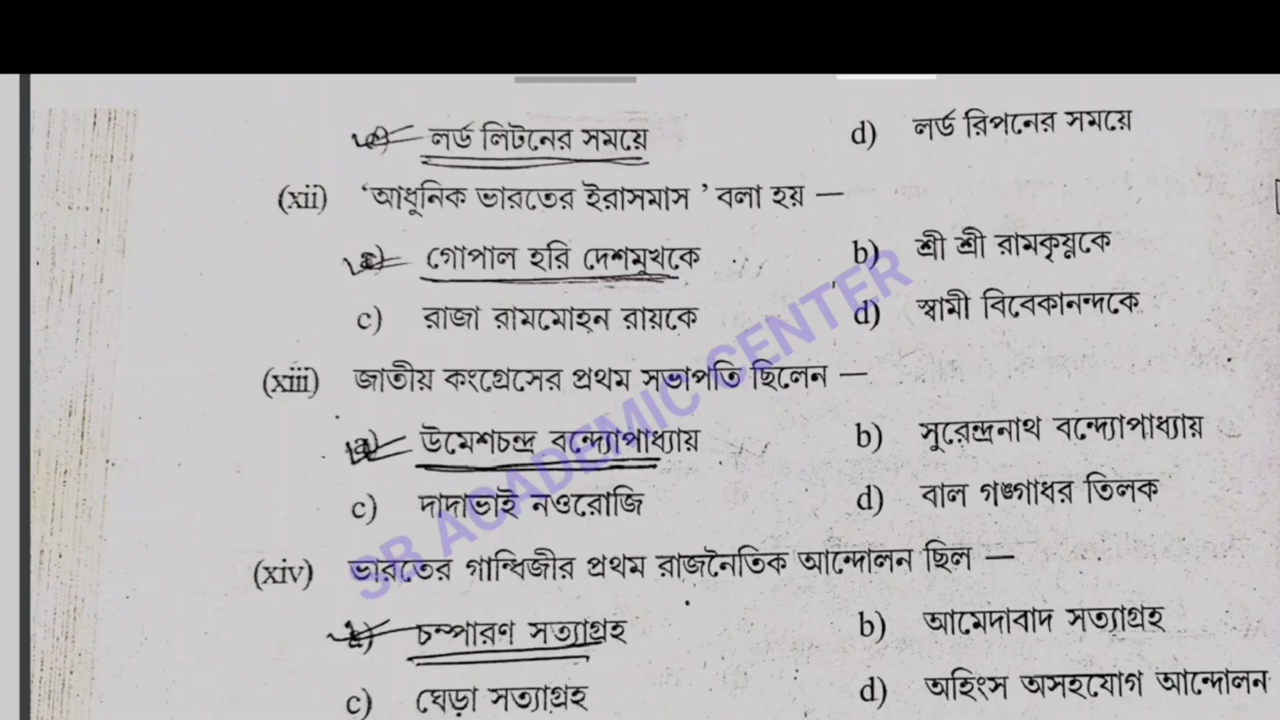 c) লর্ড লিটনের সময়ে d) লর্ড রিপনের সময়ে
(xii) 'আধুনিক ভারতের ইরাসমাস' বলা হয় —
a) গোপাল হরি দেশমুখকে b) শ্রী শ্রী রামকৃষ্ণকে
c) রাজা রামমোহন রায়কে d) স্বামী বিবেকানন্দকে
(xiii) জাতীয় কংগ্রেসের প্রথম সভাপতি ছিলেন —
a) উমেশচন্দ্র বন্দ্যোপাধ্যায় b) সুরেন্দ্রনাথ বন্দ্যোপাধ্যায়
c) দাদাভাই নওরোজি d) বাল গঙ্গাধর তিলক
(xiv) ভারতের গান্ধিজীর প্রথম রাজনৈতিক আন্দোলন ছিল —
a) চম্পারণ সত্যাগ্রহ b) আমেদাবাদ সত্যাগ্রহ
c) খেড়া সত্যাগ্রহ d) অহিংস অসহযোগ আন্দোলন
SR ACADEMIC CENTER